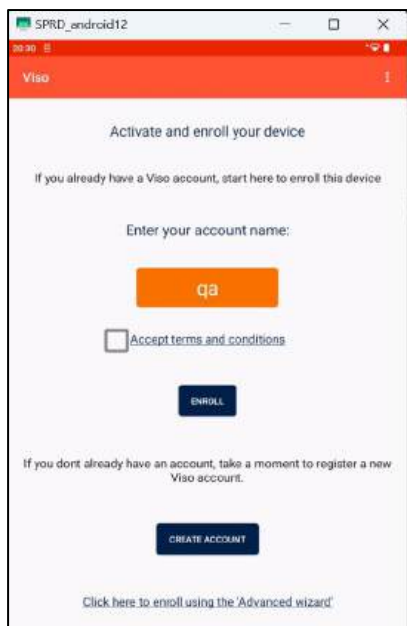 SPRD_android12
20:30
Viso
Activate and enroll your device
If you already have a Viso account, start here to enroll this device
Enter your account name:
qa
Accept terms and conditions
ENROLL
If you dont already have an account, take a moment to register a new
Viso account.
CREATE ACCOUNT
Click here to enroll using the 'Advanced wizard'